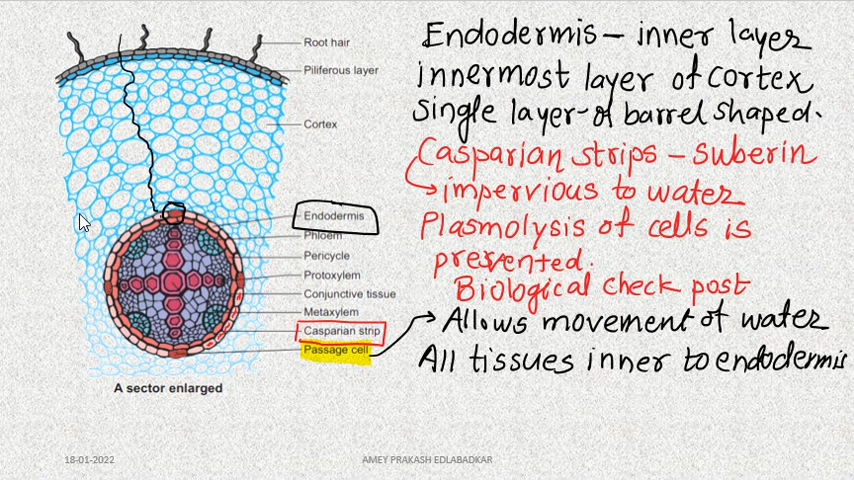 Root hair
Piliferous layer
Cortex
Endodermis
Phloem
Pericycle
Protoxylem
Conjunctive tissue
Metaxylem
Casparian strip
Passage cell
A sector enlarged
Endodermis – inner layer
innermost layer of cortex
single layer of barrel shaped.
Casparian strips – suberin
impervious to water
Plasmolysis of cells is
prevented.
Biological check post
Allows movement of water
All tissues inner to endodermis
18-01-2022
AMEY PRAKASH EDLABADKAR